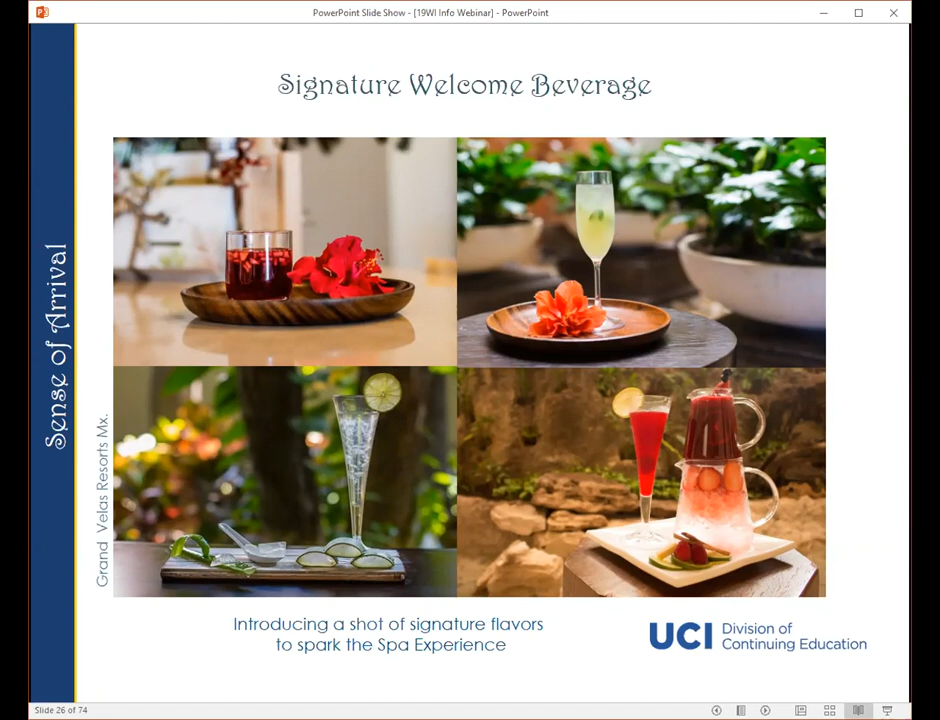 PowerPoint Slide Show - [19WI Info Webinar] - PowerPoint
Signature Welcome Beverage
Sense of Arrival
Grand Velas Resorts Mx.
Introducing a shot of signature flavors
to spark the Spa Experience
UCI Division of
Continuing Education
Slide 26 of 74